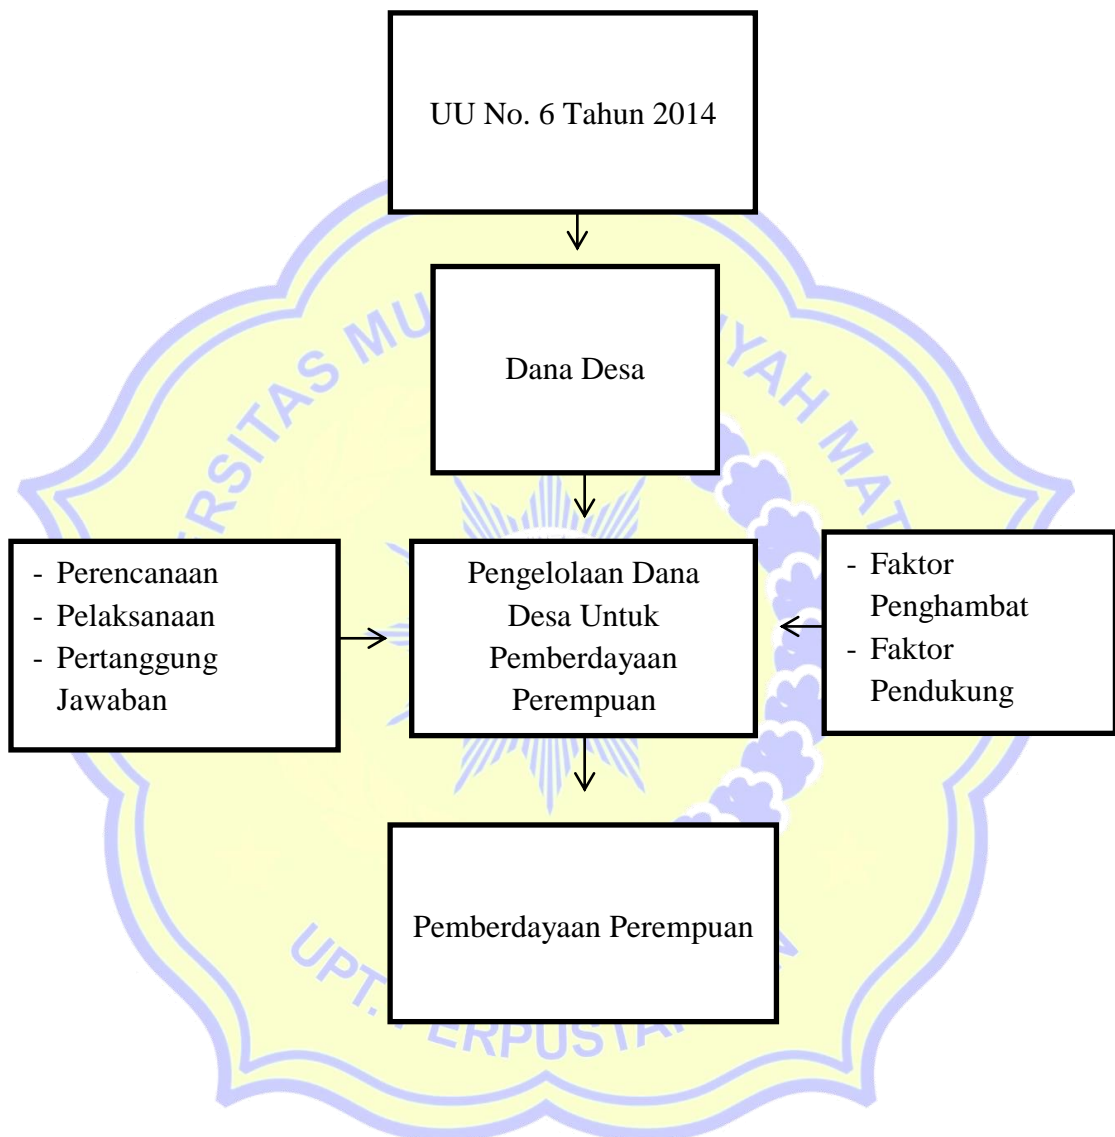 UU No. 6 Tahun 2014
Dana Desa
- Perencanaan
- Pelaksanaan
- Pertanggung
Jawaban
Pengelolaan Dana
Desa Untuk
Pemberdayaan
Perempuan
- Faktor
Penghambat
- Faktor
Pendukung
Pemberdayaan Perempuan
UPT.